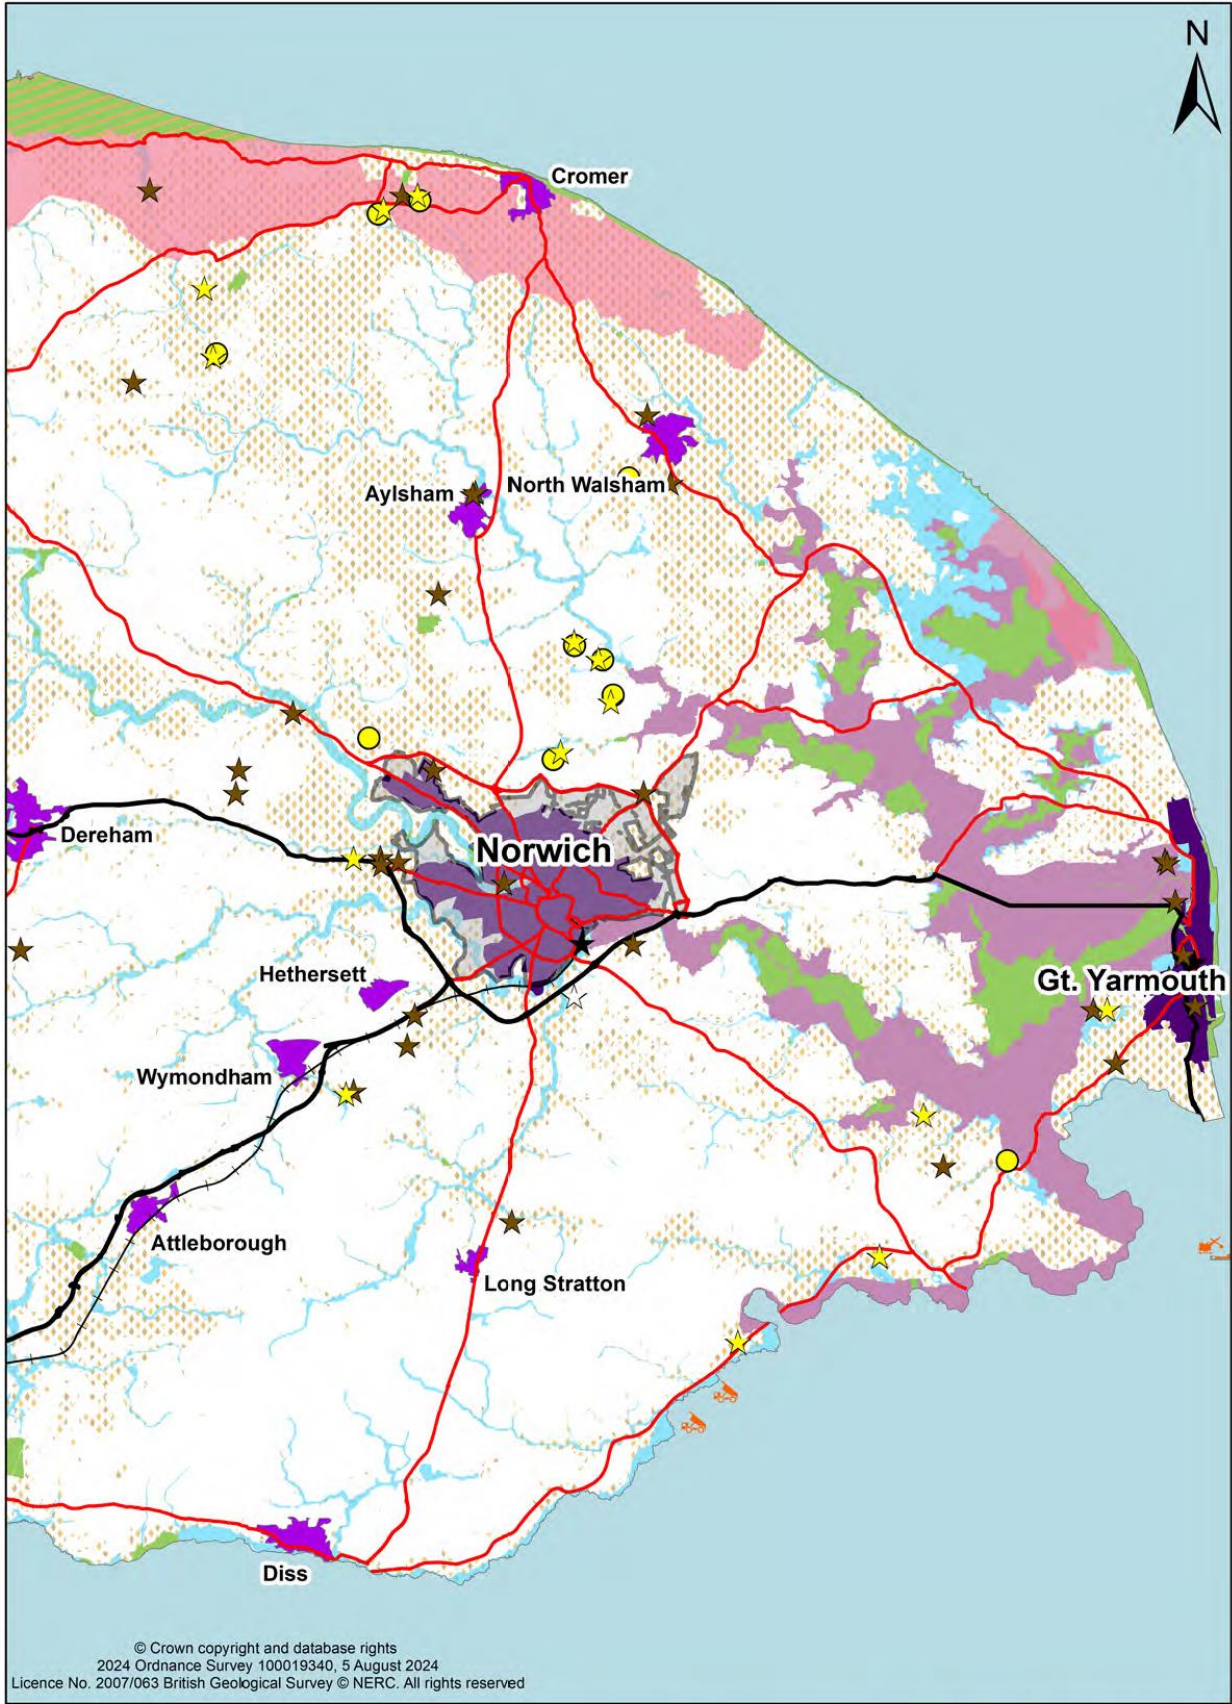 N
Cromer
North Walsham
Aylsham
Norwich
Dereham
Hethersett
Gt. Yarmouth
Wymondham
Attleborough
Long Stratton
Diss
© Crown copyright and database rights
2024 Ordnance Survey 100019340, 5 August 2024
Licence No. 2007/063 British Geological Survey © NERC. All rights reserved